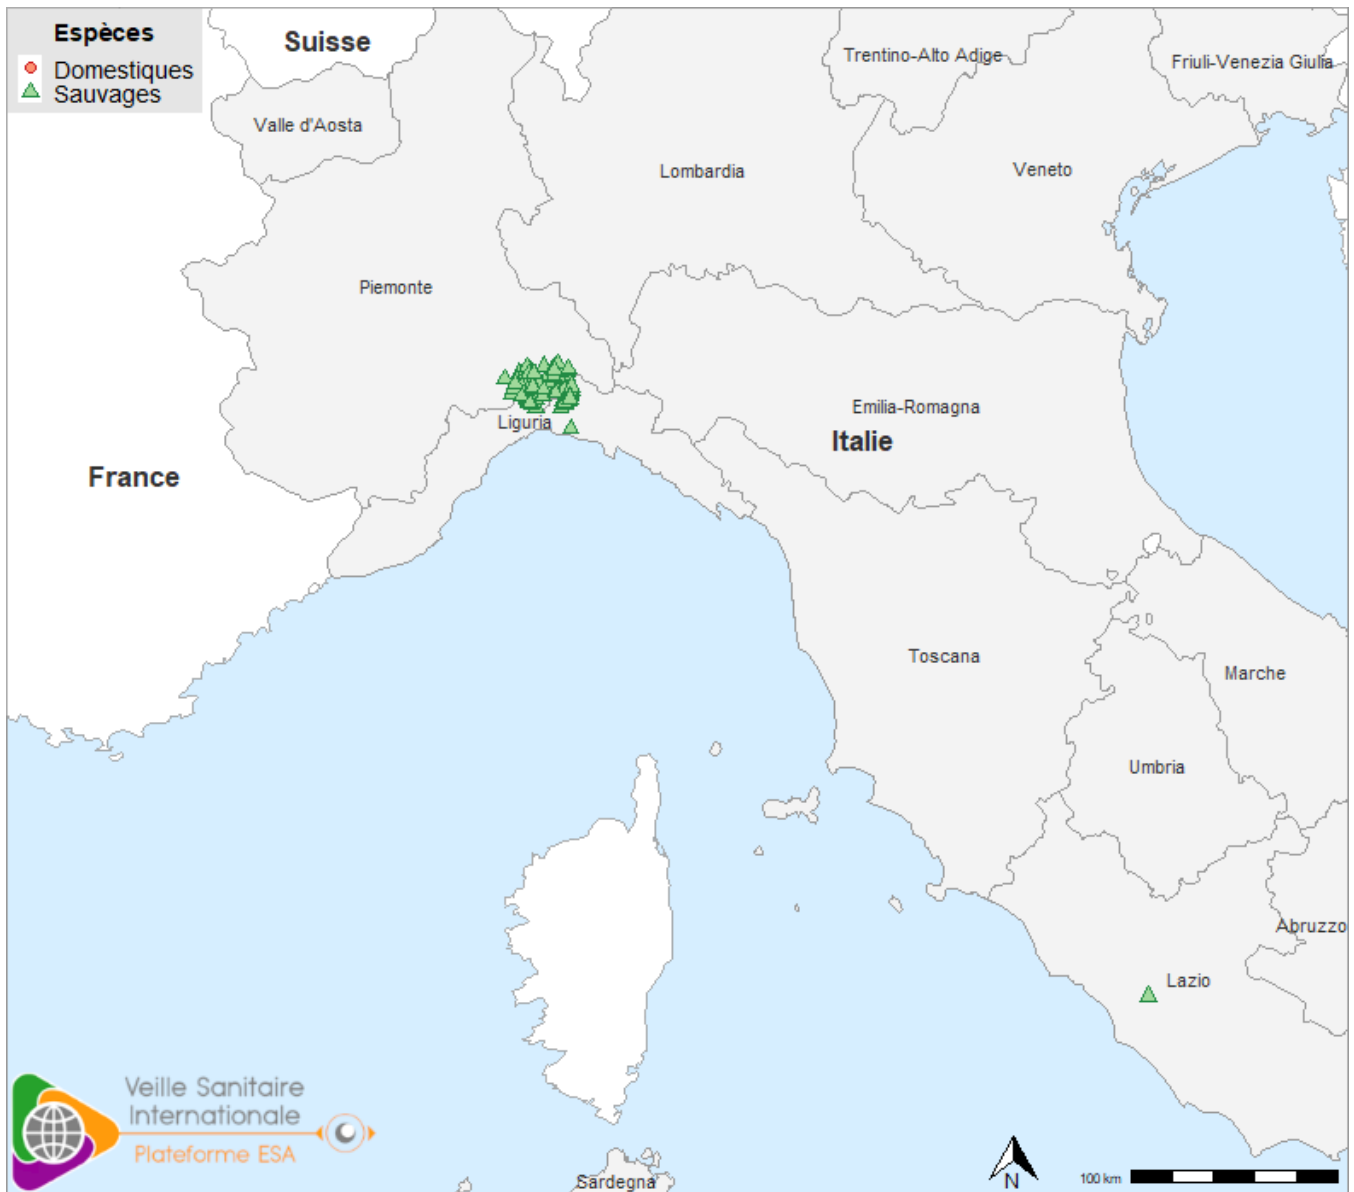 Espèces
Domestiques
Sauvages
Suisse
Trentino-Alto Adige
Friuli-Venezia Giulia
Valle d'Aosta
Lombardia
Veneto
Piemonte
Emilia-Romagna
Liguria
Italie
France
Toscana
Marche
Umbria
Abruzzo
Lazio
Veille Sanitaire
Internationale
Plateforme ESA
Sardegna
N
100 km